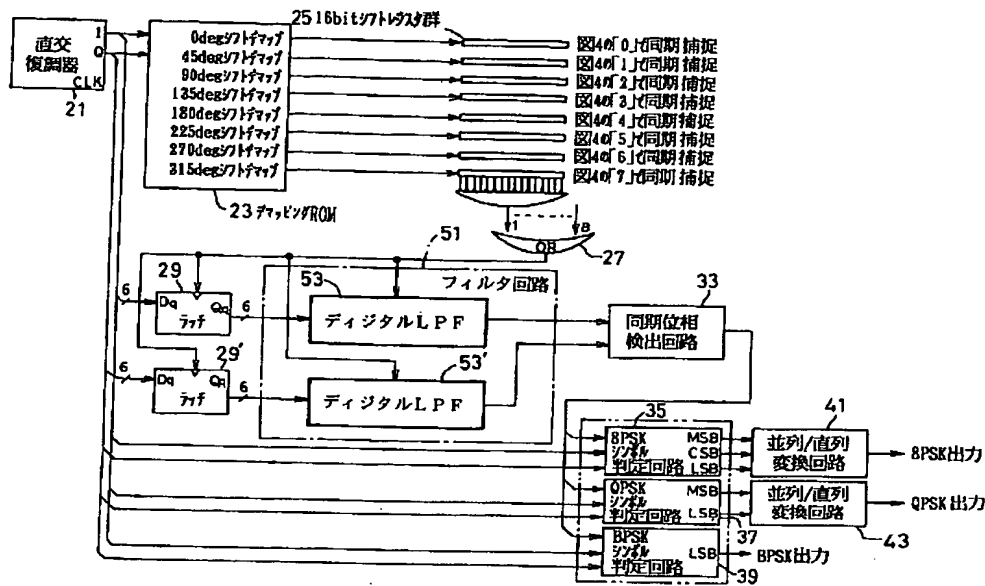 2516bitシフトレジスタ群
直交
復調器
I
Q
CLK
21
0degシフトデマップ
45degシフトデマップ
90degシフトデマップ
135degシフトデマップ
180degシフトデマップ
225degシフトデマップ
270degシフトデマップ
315degシフトデマップ
23デマッピングROM
図4の「0」で同期捕捉
図4の「1」で同期捕捉
図4の「2」で同期捕捉
図4の「3」で同期捕捉
図4の「4」で同期捕捉
図4の「5」で同期捕捉
図4の「6」で同期捕捉
図4の「7」で同期捕捉
1
8
OR
27
51
フィルタ回路
29
6
Dq
Qq
ラッチ
6
53
ディジタルLPF
33
同期位相
検出回路
29'
6
Dq
Qq
ラッチ
6
53'
ディジタルLPF
35
8PSK
シンボル
判定回路
MSB
CSB
LSB
41
並列/直列
変換回路
8PSK出力
QPSK
シンボル
判定回路
MSB
LSB
37
並列/直列
変換回路
43
QPSK出力
BPSK
シンボル
判定回路
LSB
39
BPSK出力